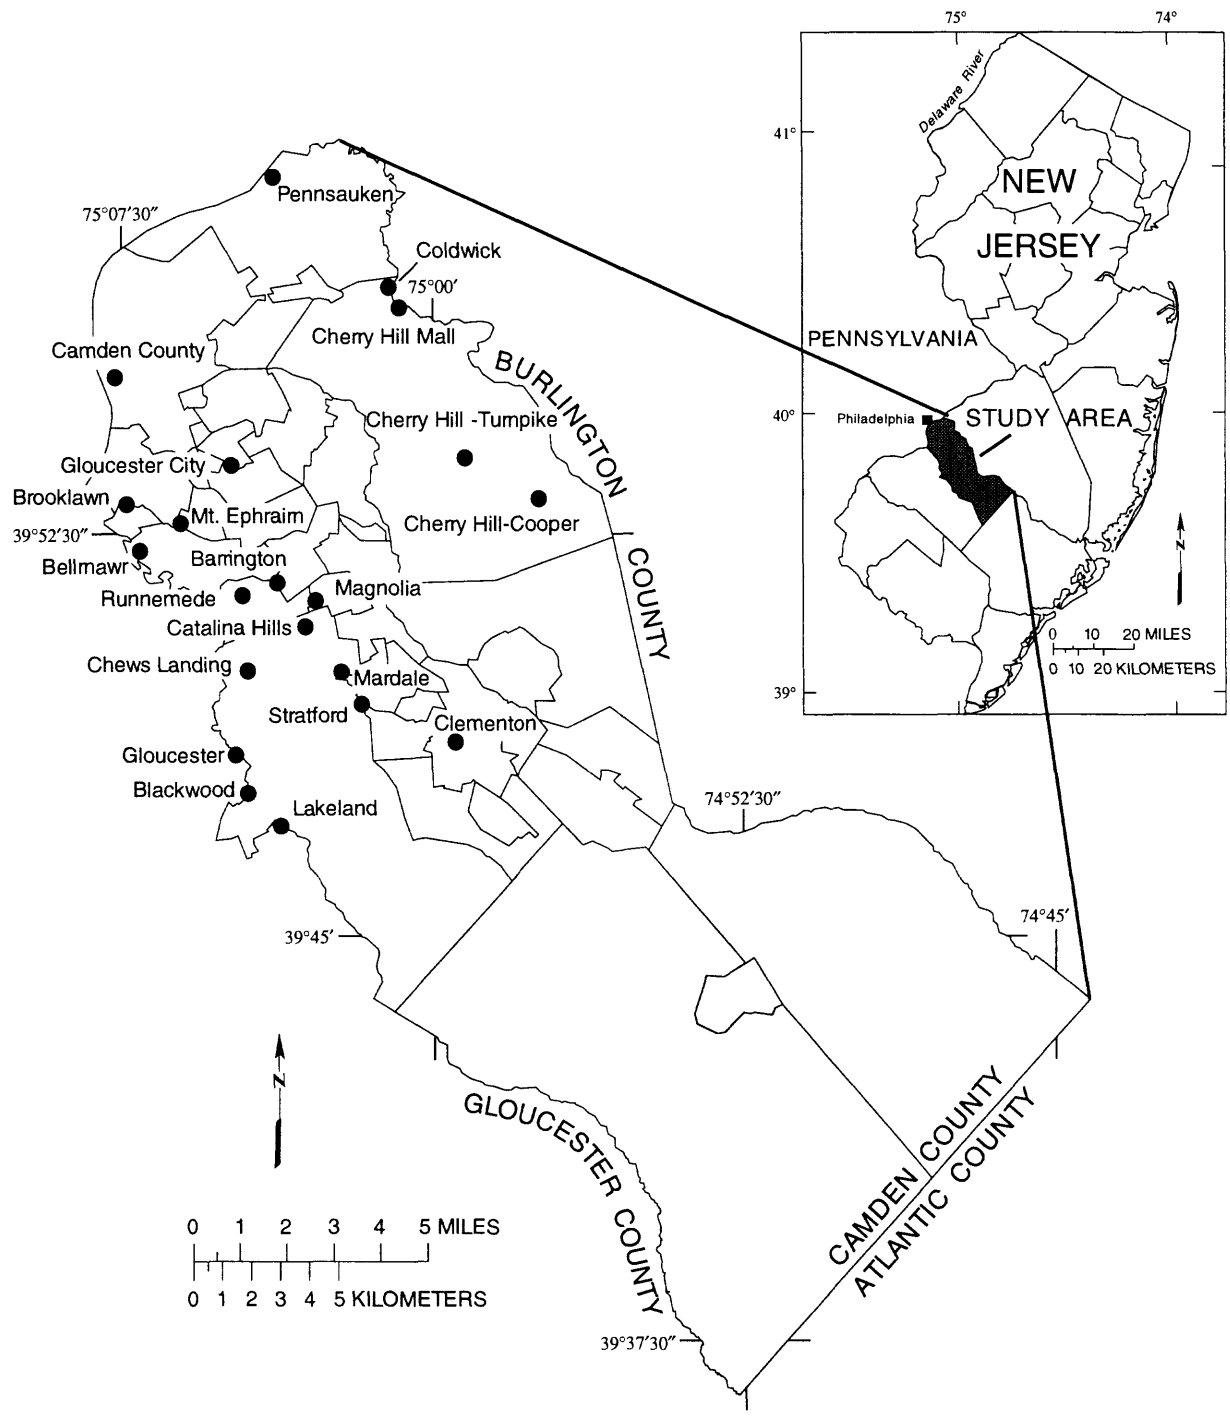 75° 74°
Delaware River
41°
NEW
JERSEY
PENNSYLVANIA
40°
Philadelphia
STUDY AREA
N
0 10 20 MILES
0 10 20 KILOMETERS
39°
Pennsauken
75°07'30"
Coldwick
75°00'
Cherry Hill Mall
Camden County
BURLINGTON
COUNTY
Cherry Hill -Turnpike
Gloucester City
Brooklawn
Mt. Ephraim
Cherry Hill-Cooper
39°52'30"
Barrington
Bellmawr
Magnolia
Runnemede
Catalina Hills
Chews Landing
Mardale
Stratford
Clementon
Gloucester
Blackwood
Lakeland
74°52'30"
74°45'
39°45'
N
GLOUCESTER COUNTY
CAMDEN COUNTY
ATLANTIC COUNTY
0 1 2 3 4 5 MILES
0 1 2 3 4 5 KILOMETERS
39°37'30"